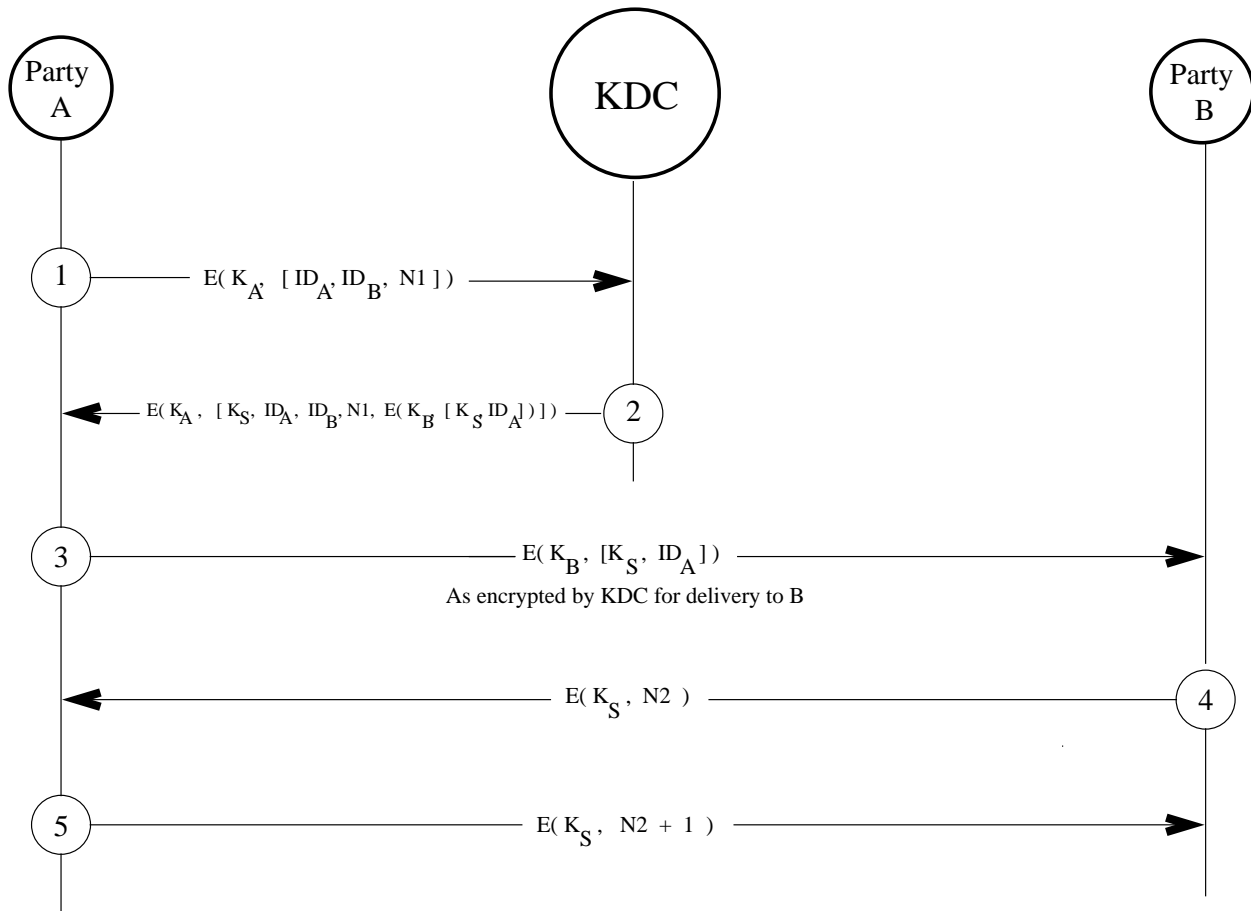 Party
A
KDC
Party
B
1
E( K_A, [ ID_A, ID_B, N1 ] )
E( K_A , [ K_S, ID_A, ID_B, N1, E( K_B, [ K_S, ID_A ] ) ] )
2
3
E( K_B , [K_S , ID_A ] )
As encrypted by KDC for delivery to B
E( K_S , N2 )
4
5
E( K_S , N2 + 1 )